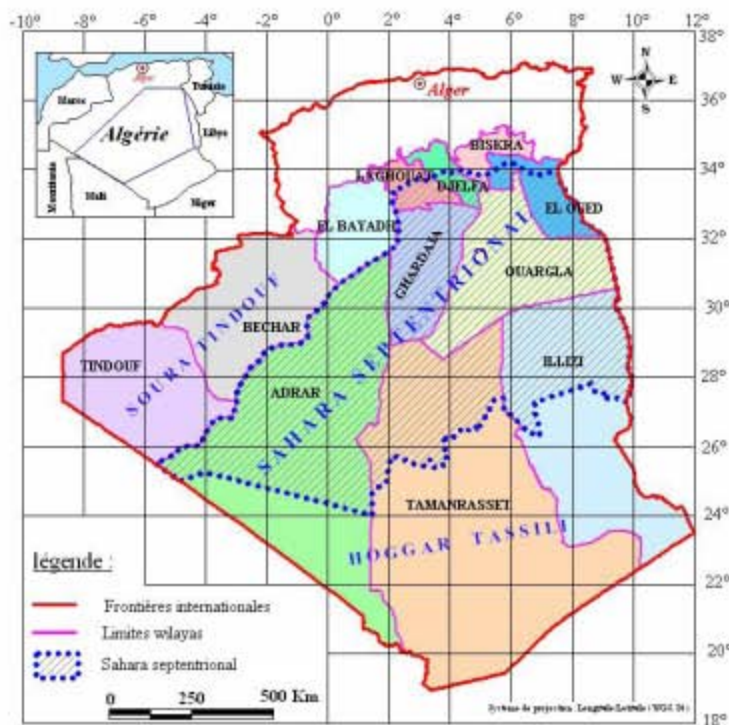 -10° -8° -6° -4° -2° 0° 2° 4° 6° 8° 10° 12°
38°
36°
34°
32°
30°
28°
26°
24°
22°
20°
18°
N
W E
S
Alger
Tunisie
Maroc
Algérie
Libye
Mauritanie
Mali
Niger
Alger
BISKRA
LAGHOUAT
DJELFA
EL OUED
EL BAYADH
GHARDAIA
OUARGLA
BECHAR
TINDOUF
ADRAR
ILLIZI
TAMANRASSET
SOURA TINDOUF
SAHARA SEPTENTRIONAL
HOGGAR TASSILI
légende :
Frontières internationales
Limites wilayas
Sahara septentrional
0 250 500 Km
Système de projection